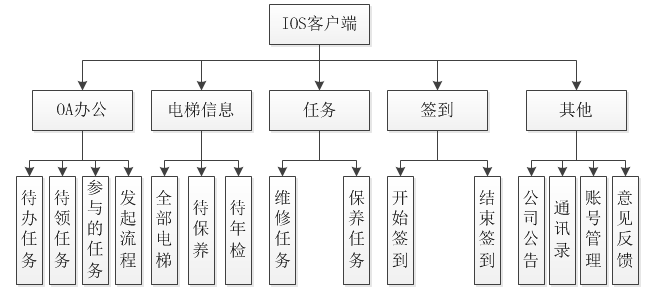 IOS客户端
OA办公
电梯信息
任务
签到
其他
待办任务
待领任务
参与的任务
发起流程
全部电梯
待保养
待年检
维修任务
保养任务
开始签到
结束签到
公司公告
通讯录
账号管理
意见反馈